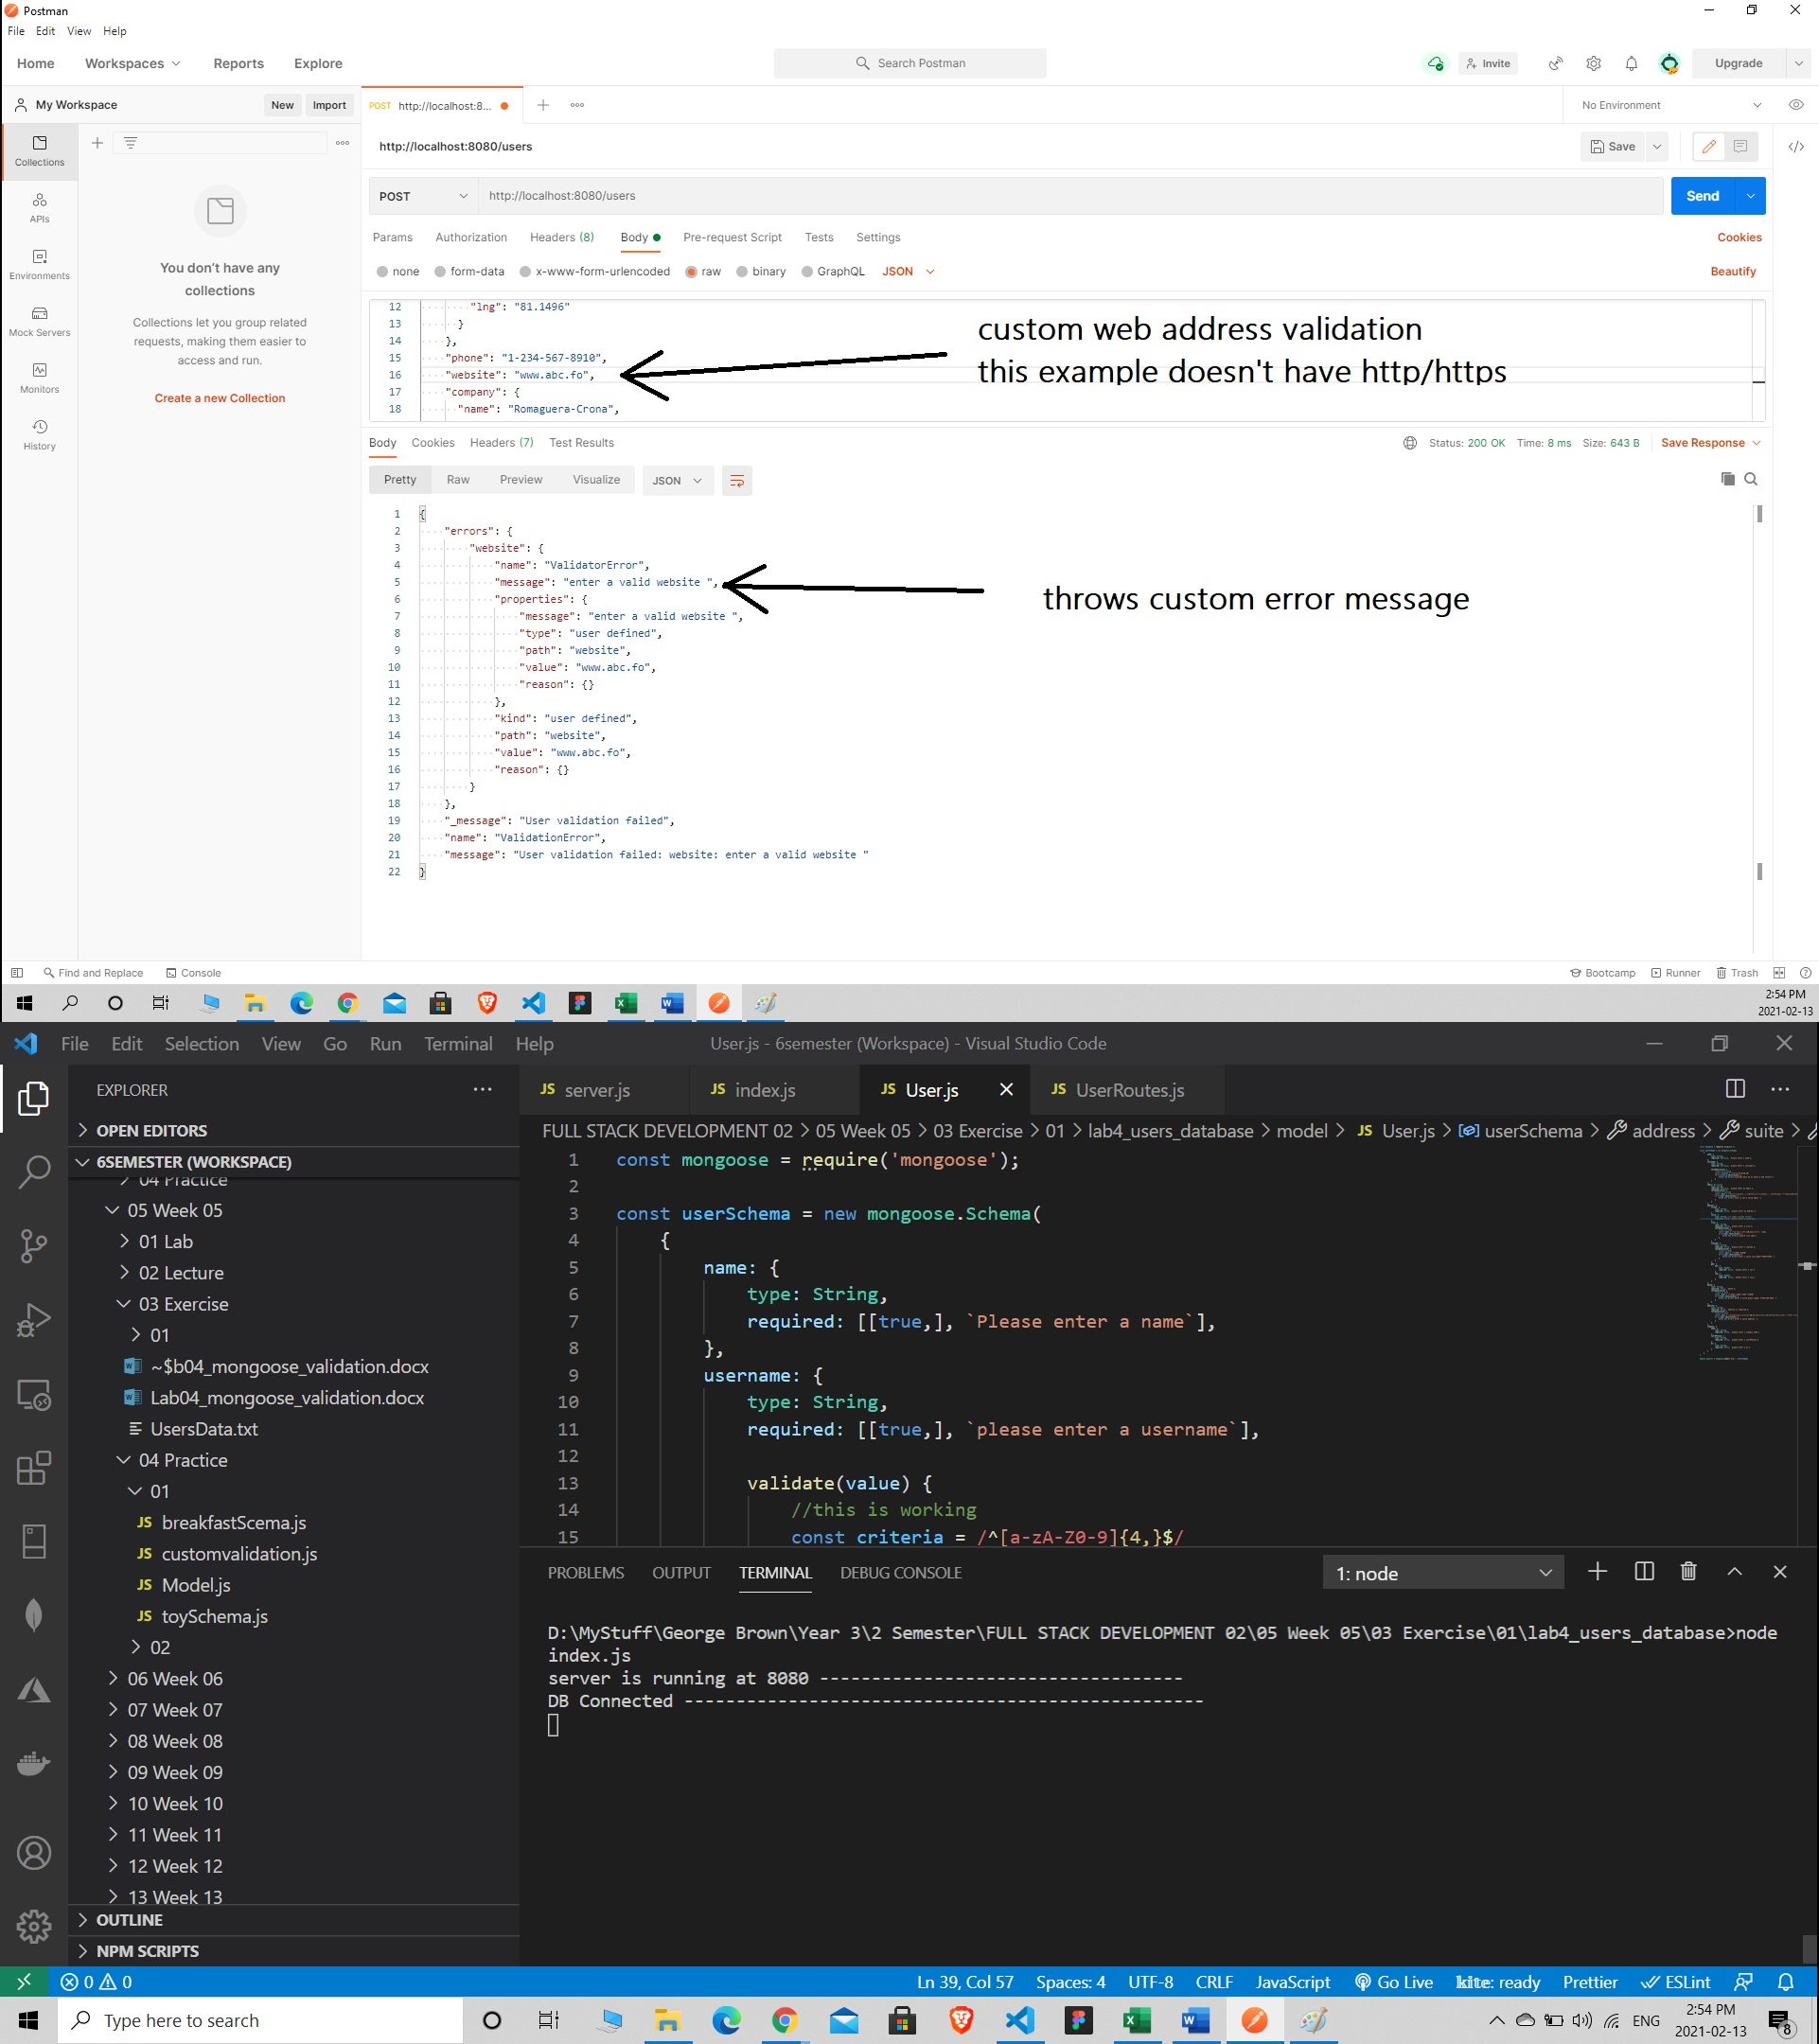 Postman
File Edit View Help
Home Workspaces Reports Explore Search Postman Invite Upgrade
My Workspace New Import POST http://localhost:8... No Environment
Collections
APIs
Environments
Mock Servers
Monitors
History
You don't have any
collections
Collections let you group related
requests, making them easier to
access and run.
Create a new Collection
http://localhost:8080/users Save
POST http://localhost:8080/users Send
Params Authorization Headers (8) Body Pre-request Script Tests Settings Cookies
none form-data x-www-form-urlencoded raw binary GraphQL JSON Beautify
12 "lng": "81.1496"
13 }
14 },
15 "phone": "1-234-567-8910",
16 "website": "www.abc.fo",
17 "company": {
18 "name": "Romaguera-Crona",
custom web address validation
this example doesn't have http/https
Body Cookies Headers (7) Test Results Status: 200 OK Time: 8 ms Size: 643 B Save Response
Pretty Raw Preview Visualize JSON
1 {
2 "errors": {
3 "website": {
4 "name": "ValidatorError",
5 "message": "enter a valid website ",
6 "properties": {
7 "message": "enter a valid website ",
8 "type": "user defined",
9 "path": "website",
10 "value": "www.abc.fo",
11 "reason": {}
12 },
13 "kind": "user defined",
14 "path": "website",
15 "value": "www.abc.fo",
16 "reason": {}
17 }
18 },
19 "_message": "User validation failed",
20 "name": "ValidationError",
21 "message": "User validation failed: website: enter a valid website "
22 }
throws custom error message
Find and Replace Console Bootcamp Runner Trash
2:54 PM
2021-02-13
File Edit Selection View Go Run Terminal Help User.js - 6semester (Workspace) - Visual Studio Code
EXPLORER
OPEN EDITORS
6SEMESTER (WORKSPACE)
04 Practice
05 Week 05
01 Lab
02 Lecture
03 Exercise
01
~$b04_mongoose_validation.docx
Lab04_mongoose_validation.docx
UsersData.txt
04 Practice
01
JS breakfastScema.js
JS customvalidation.js
JS Model.js
JS toySchema.js
02
06 Week 06
07 Week 07
08 Week 08
09 Week 09
10 Week 10
11 Week 11
12 Week 12
13 Week 13
OUTLINE
NPM SCRIPTS
JS server.js JS index.js JS User.js JS UserRoutes.js
FULL STACK DEVELOPMENT 02 > 05 Week 05 > 03 Exercise > 01 > lab4_users_database > model > JS User.js > userSchema > address > suite >
1 const mongoose = require('mongoose');
2
3 const userSchema = new mongoose.Schema(
4 {
5 name: {
6 type: String,
7 required: [[true,], `Please enter a name`],
8 },
9 username: {
10 type: String,
11 required: [[true,], `please enter a username`],
12
13 validate(value) {
14 //this is working
15 const criteria = /^[a-zA-Z0-9]{4,}$/
PROBLEMS OUTPUT TERMINAL DEBUG CONSOLE 1: node
D:\MyStuff\George Brown\Year 3\2 Semester\FULL STACK DEVELOPMENT 02\05 Week 05\03 Exercise\01\lab4_users_database>node
index.js
server is running at 8080 -----------------------------------
DB Connected --------------------------------------------------
0 0 Ln 39, Col 57 Spaces: 4 UTF-8 CRLF JavaScript Go Live kite: ready Prettier ESLint
Type here to search ENG 2:54 PM
2021-02-13 8